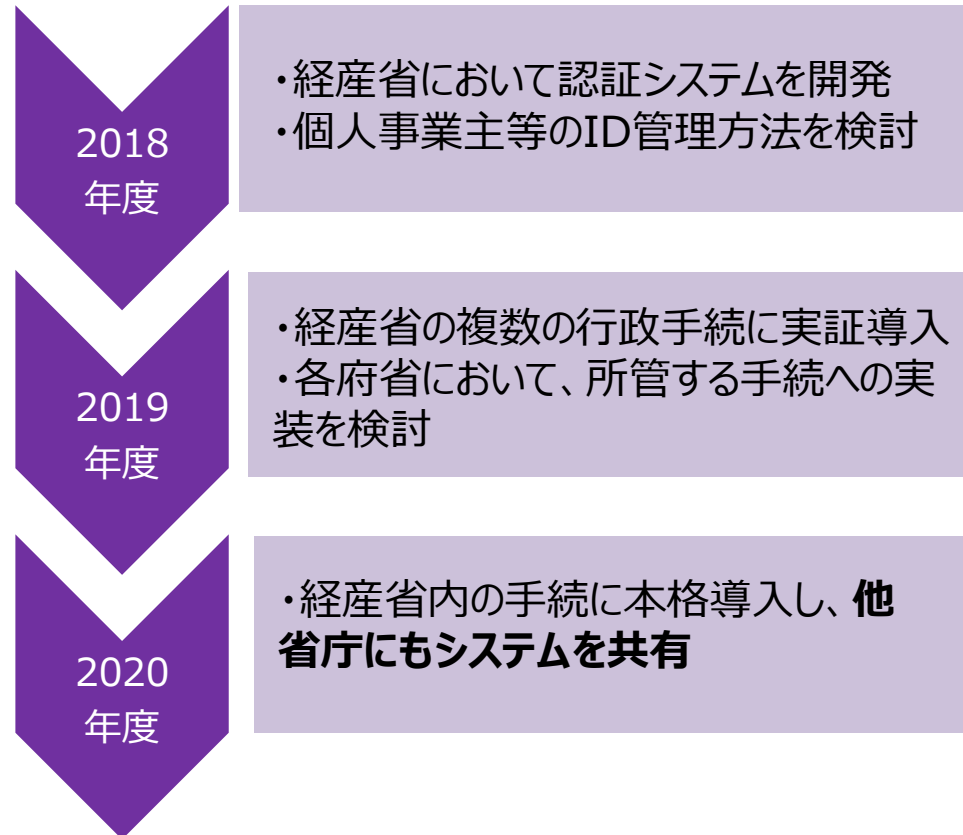 2018
年度
・経産省において認証システムを開発
・個人事業主等のID管理方法を検討
2019
年度
・経産省の複数の行政手続に実証導入
・各府省において、所管する手続への実
装を検討
2020
年度
・経産省内の手続に本格導入し、他
省庁にもシステムを共有